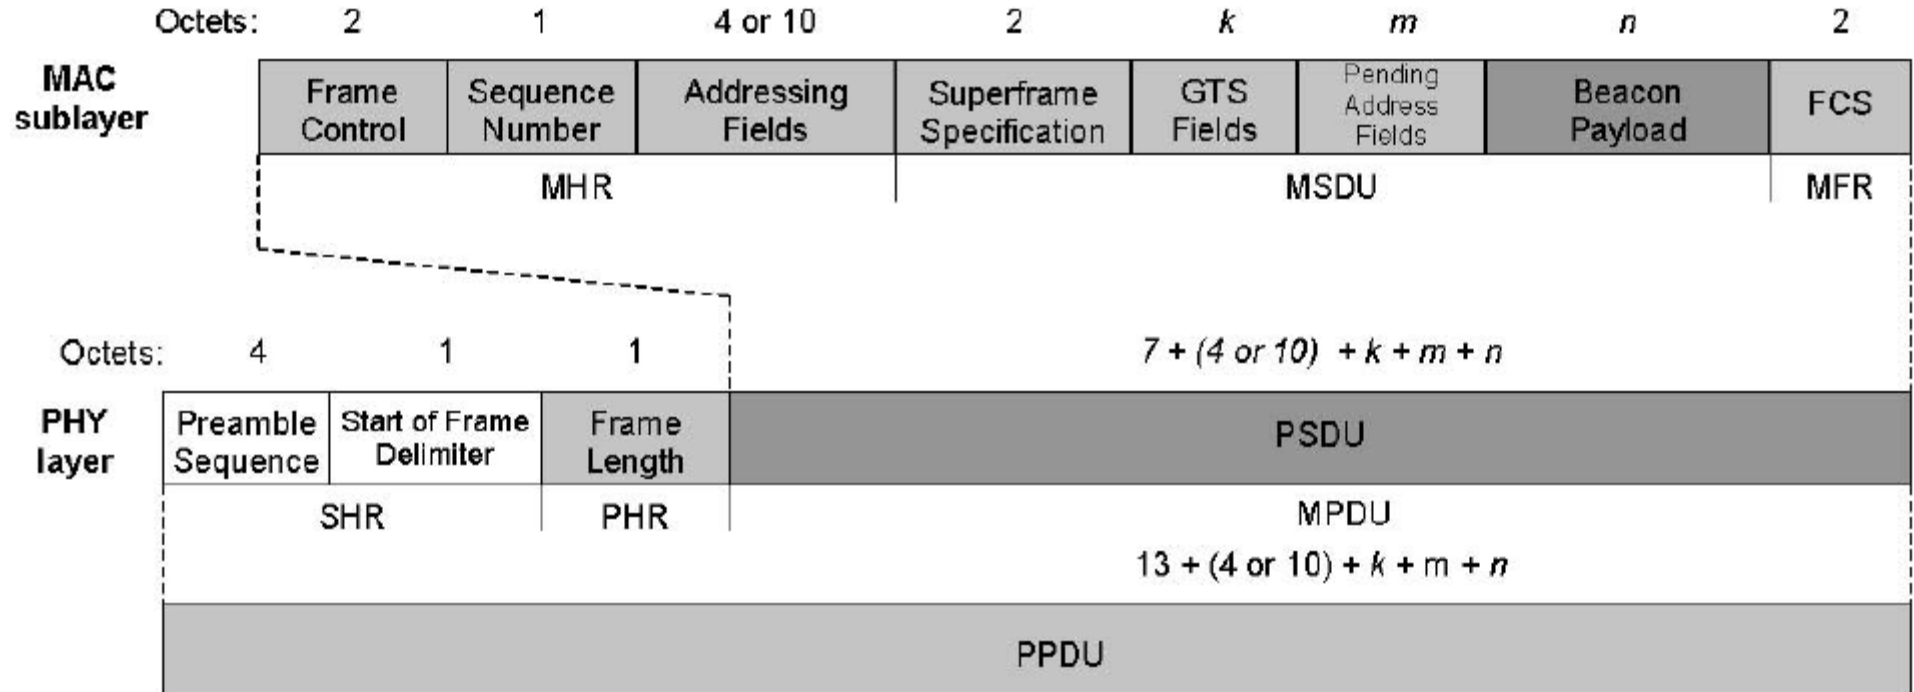 Octets: 2 1 4 or 10 2 k m n 2
MAC sublayer
Frame Control
Sequence Number
Addressing Fields
Superframe Specification
GTS Fields
Pending Address Fields
Beacon Payload
FCS
MHR MSDU MFR
Octets: 4 1 1 7 + (4 or 10) + k + m + n
PHY layer
Preamble Sequence
Start of Frame Delimiter
Frame Length
PSDU
SHR PHR MPDU
13 + (4 or 10) + k + m + n
PPDU